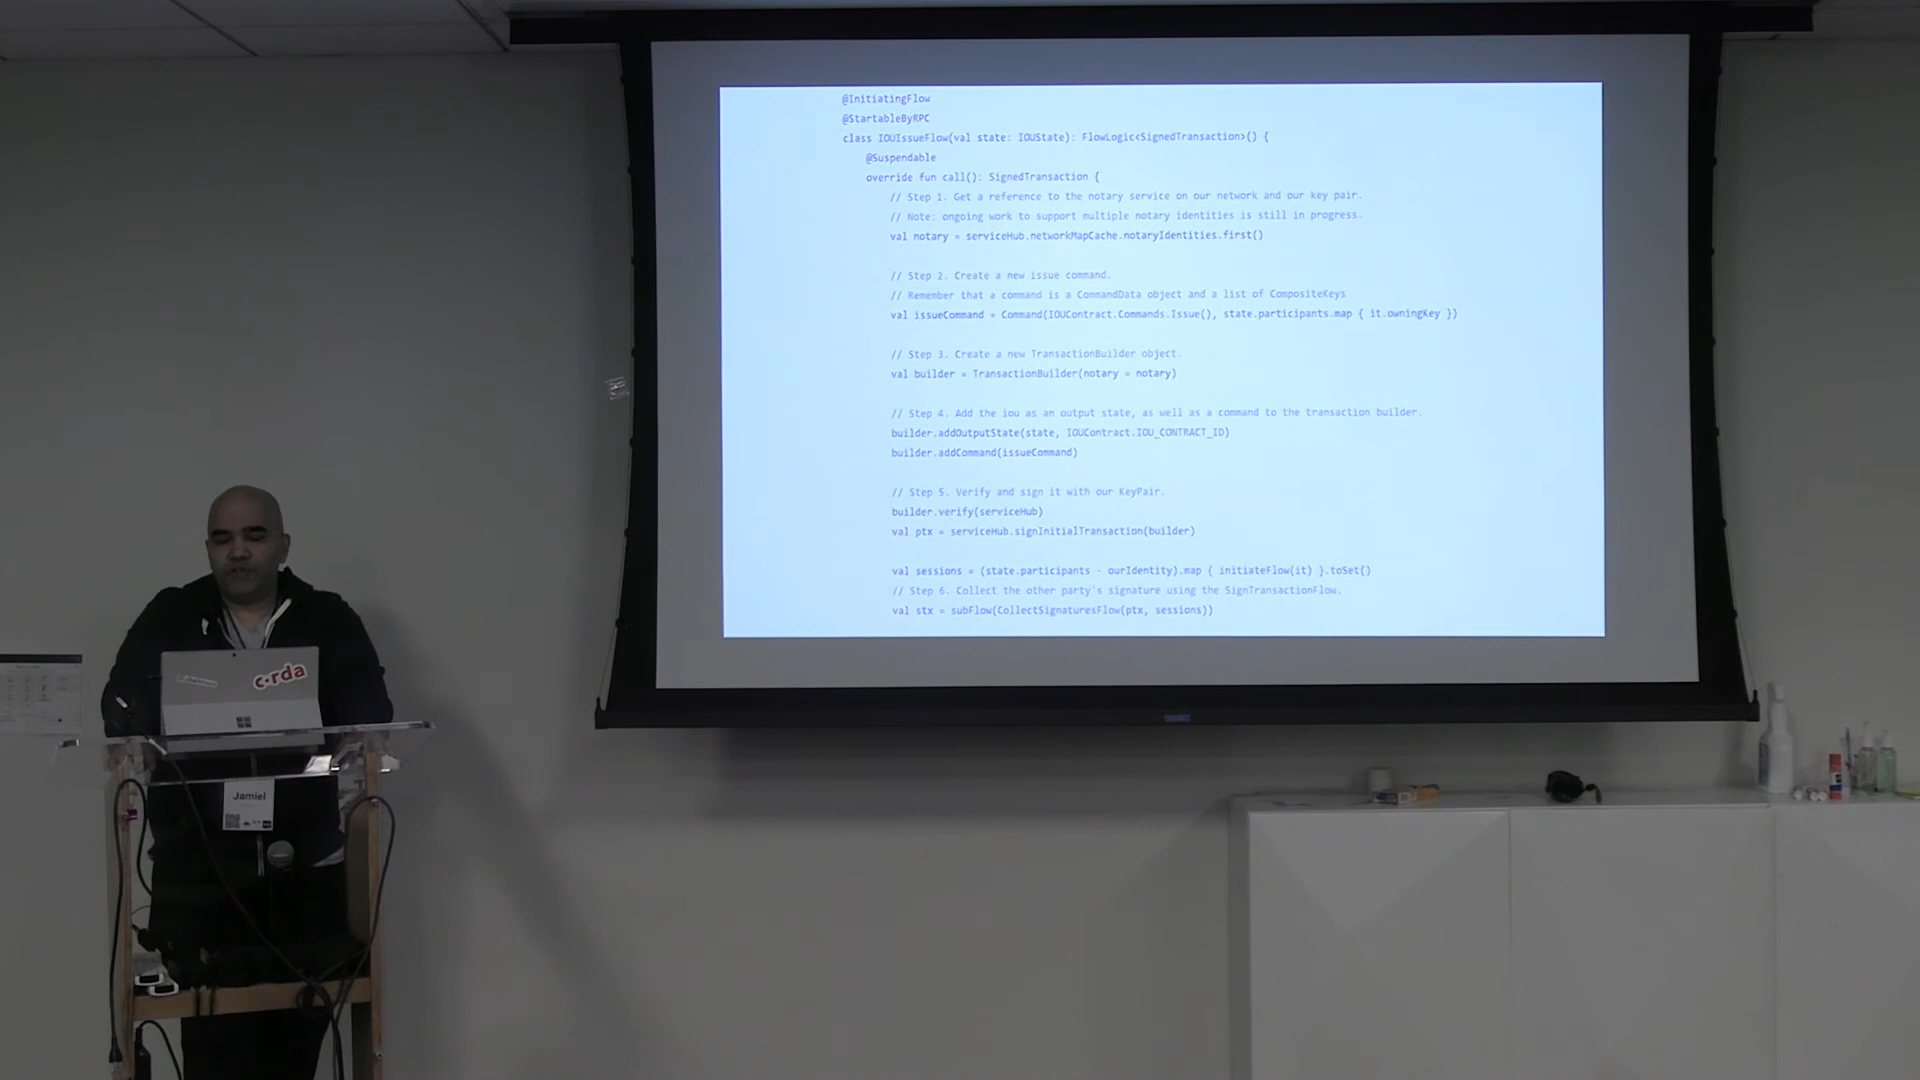 @InitiatingFlow
@StartableByRPC
class IOUIssueFlow(val state: IOUState): FlowLogic<SignedTransaction>() {
@Suspendable
override fun call(): SignedTransaction {
// Step 1. Get a reference to the notary service on our network and our key pair.
// Note: ongoing work to support multiple notary identities is still in progress.
val notary = serviceHub.networkMapCache.notaryIdentities.first()
// Step 2. Create a new issue command.
// Remember that a command is a CommandData object and a list of CompositeKeys
val issueCommand = Command(IOUContract.Commands.Issue(), state.participants.map { it.owningKey })
// Step 3. Create a new TransactionBuilder object.
val builder = TransactionBuilder(notary = notary)
// Step 4. Add the iou as an output state, as well as a command to the transaction builder.
builder.addOutputState(state, IOUContract.IOU_CONTRACT_ID)
builder.addCommand(issueCommand)
// Step 5. Verify and sign it with our KeyPair.
builder.verify(serviceHub)
val ptx = serviceHub.signInitialTransaction(builder)
val sessions = (state.participants - ourIdentity).map { initiateFlow(it) }.toSet()
// Step 6. Collect the other party's signature using the SignTransactionFlow.
val stx = subFlow(CollectSignaturesFlow(ptx, sessions))
c·rda
Jamiel